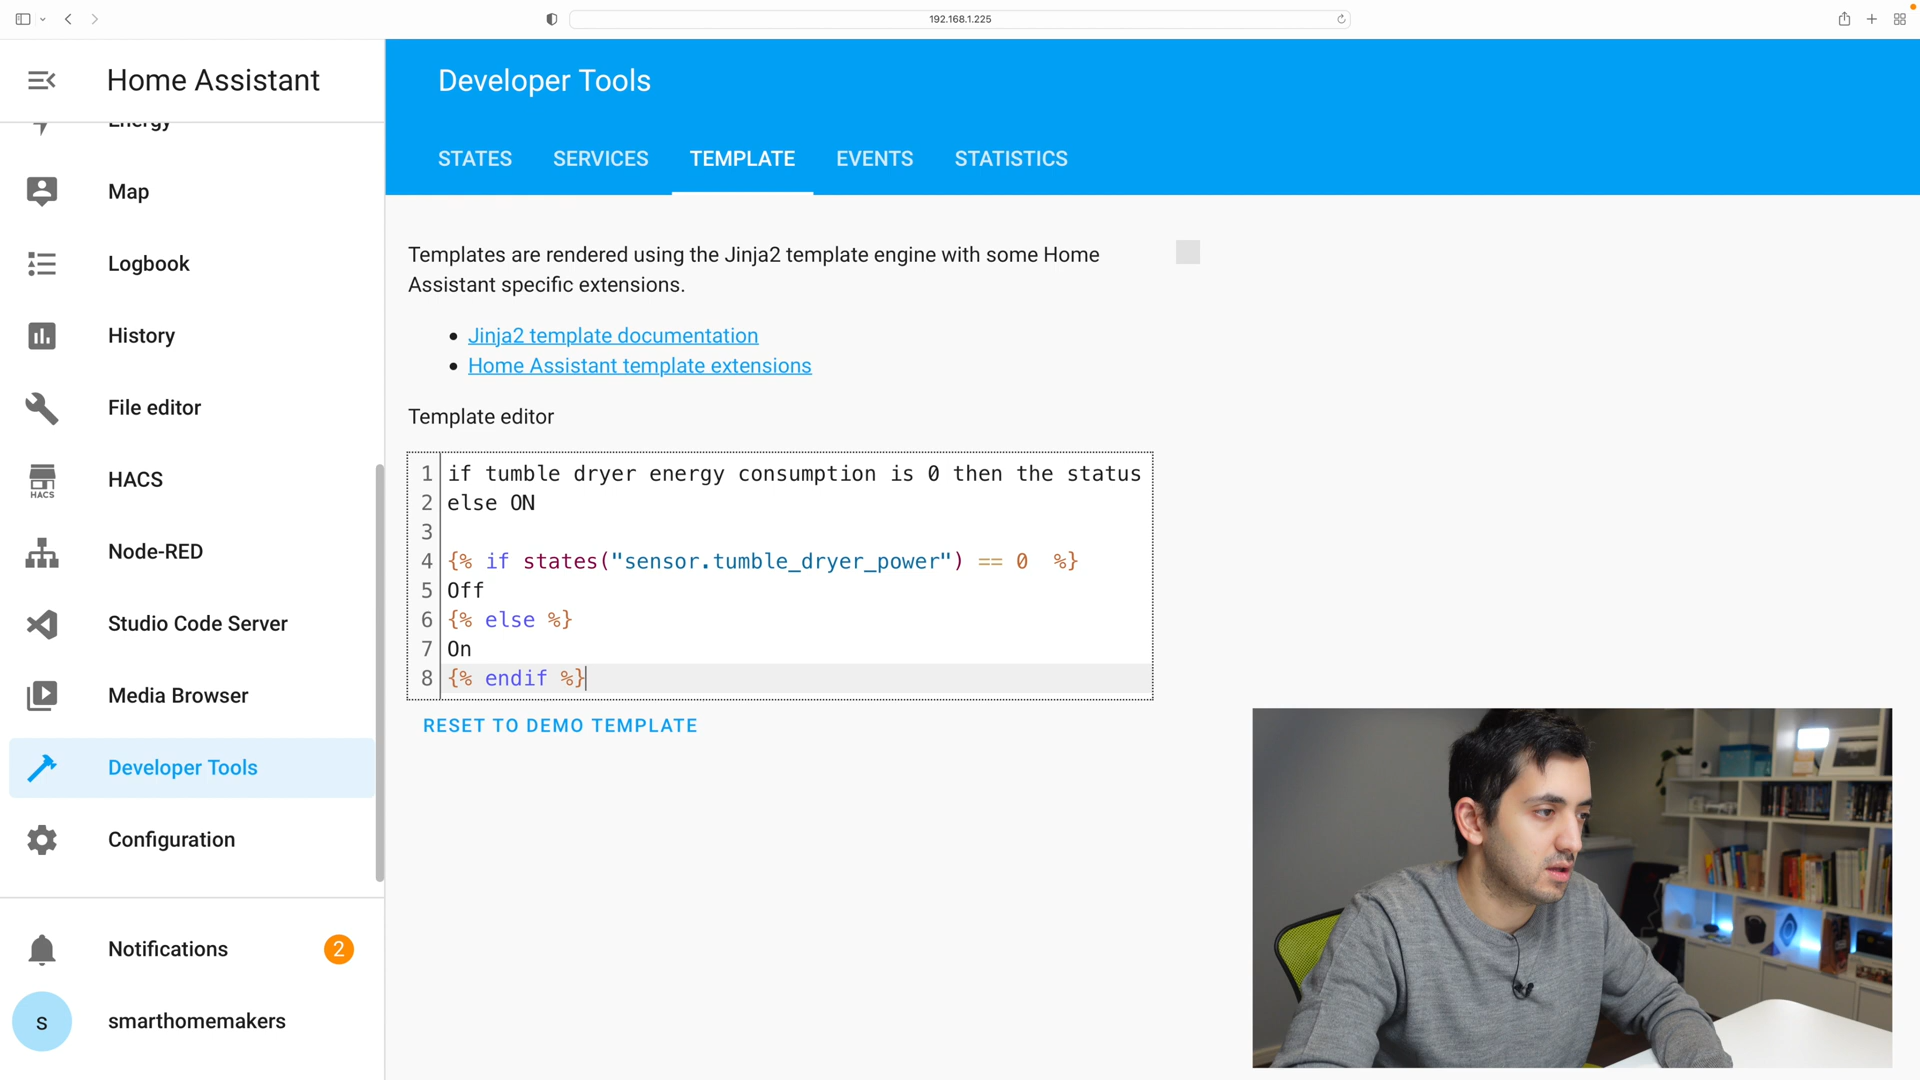 192.168.1.225
Home Assistant
Developer Tools
STATES
SERVICES
TEMPLATE
EVENTS
STATISTICS
Energy
Map
Logbook
History
File editor
HACS
HACS
Node-RED
Studio Code Server
Media Browser
Developer Tools
Configuration
Notifications
2
s
smarthomemakers
Templates are rendered using the Jinja2 template engine with some Home
Assistant specific extensions.
Jinja2 template documentation
Home Assistant template extensions
Template editor
1 if tumble dryer energy consumption is 0 then the status
2 else ON
3
4 {% if states("sensor.tumble_dryer_power") == 0  %}
5 Off
6 {% else %}
7 On
8 {% endif %}
RESET TO DEMO TEMPLATE